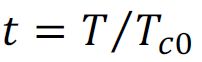 t = T/T_{c0}